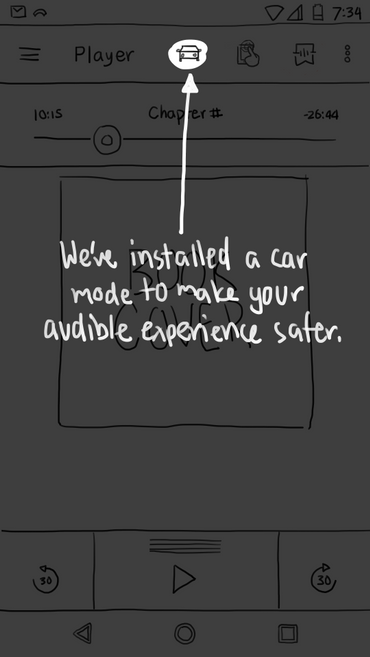 7:34
Player
10:15 Chapter # -26:44
We've installed a car
mode to make your
audible experience safer.
BOOK
COVER
30 30